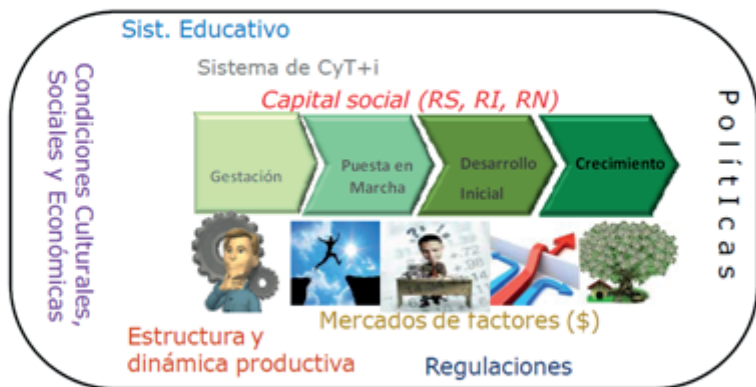 Sist. Educativo
Condiciones Culturales,
Sociales y Económicas
Sistema de CyT+i
Capital social (RS, RI, RN)
Gestación
Puesta en
Marcha
Desarrollo
Inicial
Crecimiento
PolítIcas
Mercados de factores ($)
Estructura y
dinámica productiva
Regulaciones